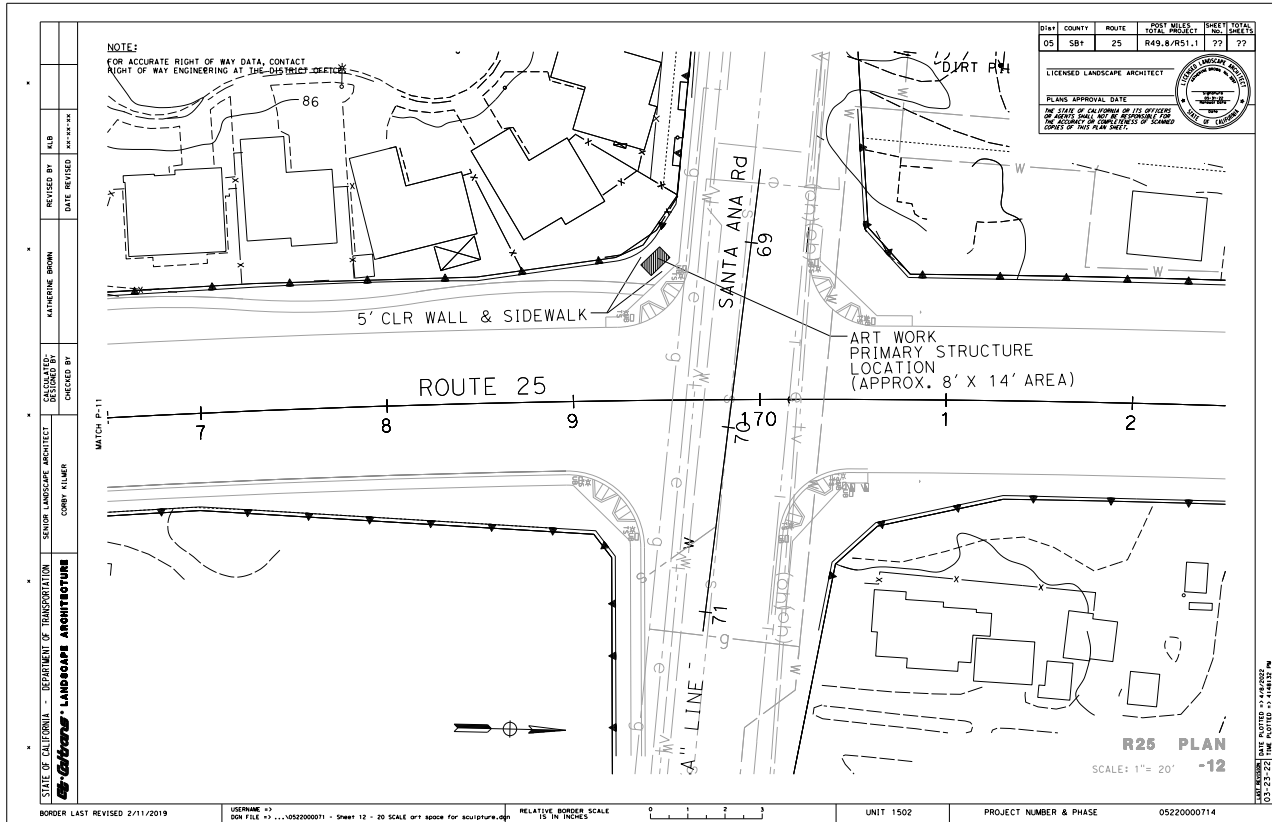 NOTE:
FOR ACCURATE RIGHT OF WAY DATA, CONTACT
RIGHT OF WAY ENGINEERING AT THE DISTRICT OFFICE
86
DIRT
Dist COUNTY ROUTE POST MILES TOTAL PROJECT SHEET No. TOTAL SHEETS
05 SBt 25 R49.8/R51.1 ?? ??
LICENSED LANDSCAPE ARCHITECT
PLANS APPROVAL DATE
THE STATE OF CALIFORNIA OR ITS OFFICERS
OR AGENTS SHALL NOT BE RESPONSIBLE FOR
THE ACCURACY OR COMPLETENESS OF SCANNED
COPIES OF THIS PLAN SHEET.
LICENSED LANDSCAPE ARCHITECT
STATE OF CALIFORNIA
SANTA ANA Rd
69
70
71
5' CLR WALL & SIDEWALK
ART WORK
PRIMARY STRUCTURE
LOCATION
(APPROX. 8' X 14' AREA)
ROUTE 25
7 8 9 170 1 2
MATCH P-11
A" LINE
STATE OF CALIFORNIA - DEPARTMENT OF TRANSPORTATION
Caltrans LANDSCAPE ARCHITECTURE
SENIOR LANDSCAPE ARCHITECT
CORBY KILMER
CALCULATED-
DESIGNED BY
CHECKED BY
KATHERINE BROWN
REVISED BY
DATE REVISED
KLB
xx-xx-xx
R25 PLAN
SCALE: 1"= 20' -12
LAST REVISION
03-23-22
DATE PLOTTED => 4/8/2022
BORDER LAST REVISED 2/11/2019
USERNAME =>
DGN FILE => ...\0522000071 - Sheet 12 - 20 SCALE art space for sculpture.dgn
RELATIVE BORDER SCALE
IS IN INCHES
0 1 2 3
UNIT 1502
PROJECT NUMBER & PHASE
05220000714